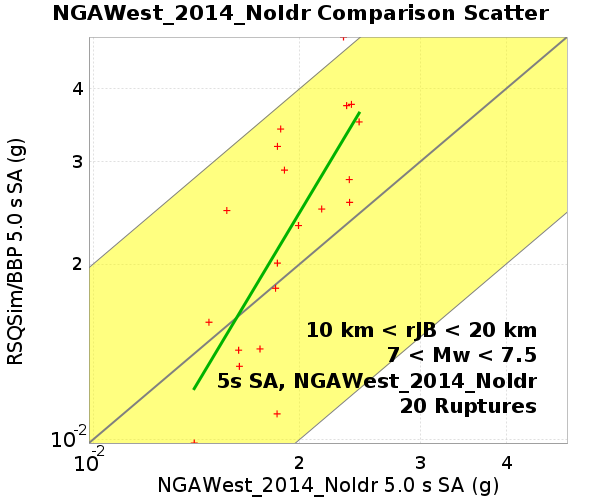 NGAWest_2014_NoIdr Comparison Scatter
RSQSim/BBP 5.0 s SA (g)
4
3
2
10-2
10 km < rJB < 20 km
7 < Mw < 7.5
5s SA, NGAWest_2014_NoIdr
20 Ruptures
10-2
2
3
4
NGAWest_2014_NoIdr 5.0 s SA (g)